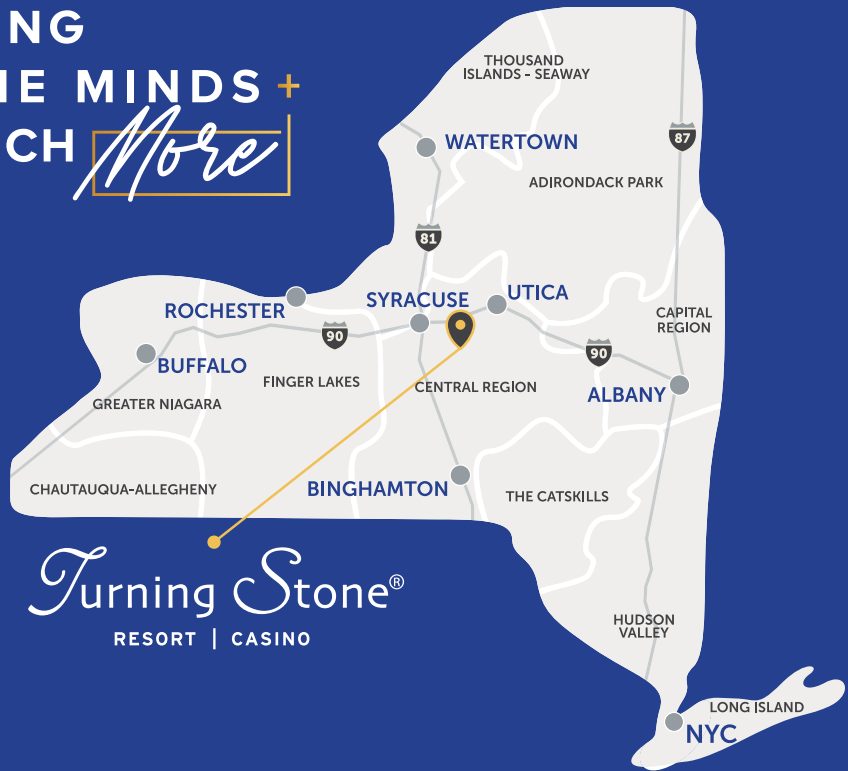 NG
IE MINDS +
CH More
THOUSAND
ISLANDS - SEAWAY
87
WATERTOWN
ADIRONDACK PARK
81
SYRACUSE
UTICA
ROCHESTER
CAPITAL
REGION
90
90
BUFFALO
FINGER LAKES
CENTRAL REGION
ALBANY
GREATER NIAGARA
CHAUTAUQUA-ALLEGHENY
BINGHAMTON
THE CATSKILLS
Turning Stone®
RESORT | CASINO
HUDSON
VALLEY
LONG ISLAND
NYC